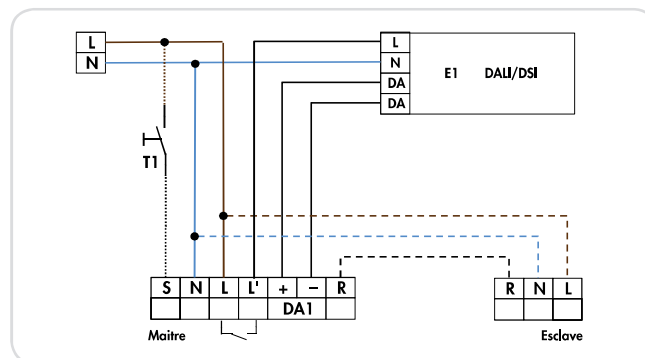 L
N
L
N
DA
DA
E1 DALI/DSI
T1
S N L L' + – R
DA1
R N L
Maitre
Esclave